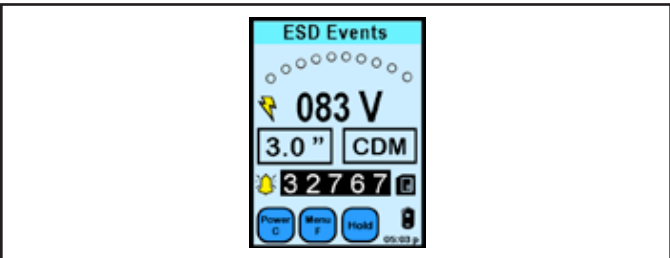 ESD Events
083 V
3.0 ” CDM
32767
Power Menu Hold
C F
05:03 p